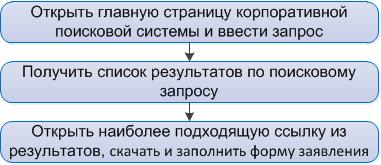 Открыть главную страницу корпоративной
поисковой системы и ввести запрос
Получить список результатов по поисковому
запросу
Открыть наиболее подходящую ссылку из
результатов, скачать и заполнить форму заявления